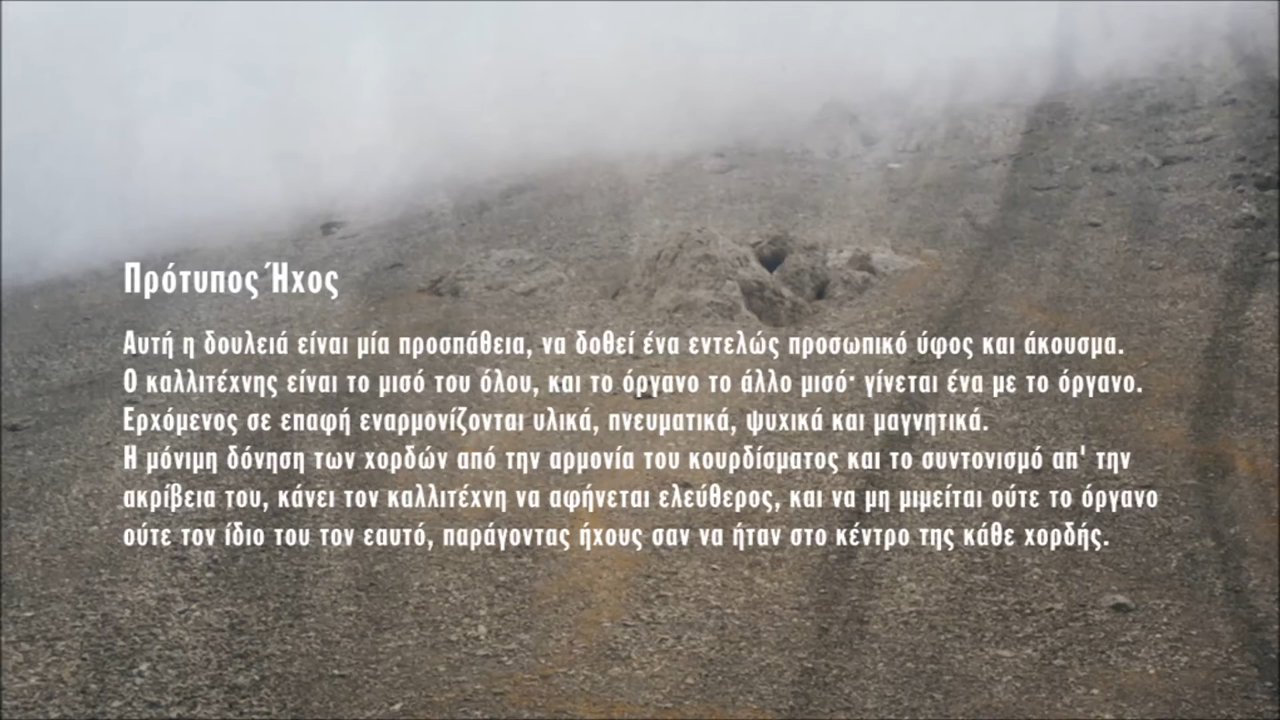 Πρότυπος Ήχος
Αυτή η δουλειά είναι μία προσπάθεια, να δοθεί ένα εντελώς προσωπικό ύφος και άκουσμα.
Ο καλλιτέχνης είναι το μισό του όλου, και το όργανο το άλλο μισό· γίνεται ένα με το όργανο.
Ερχόμενος σε επαφή εναρμονίζονται υλικά, πνευματικά, ψυχικά και μαγνητικά.
Η μόνιμη δόνηση των χορδών από την αρμονία του κουρδίσματος και το συντονισμό απ' την
ακρίβεια του, κάνει τον καλλιτέχνη να αφήνεται ελεύθερος, και να μη μιμείται ούτε το όργανο
ούτε τον ίδιο του τον εαυτό, παράγοντας ήχους σαν να ήταν στο κέντρο της κάθε χορδής.